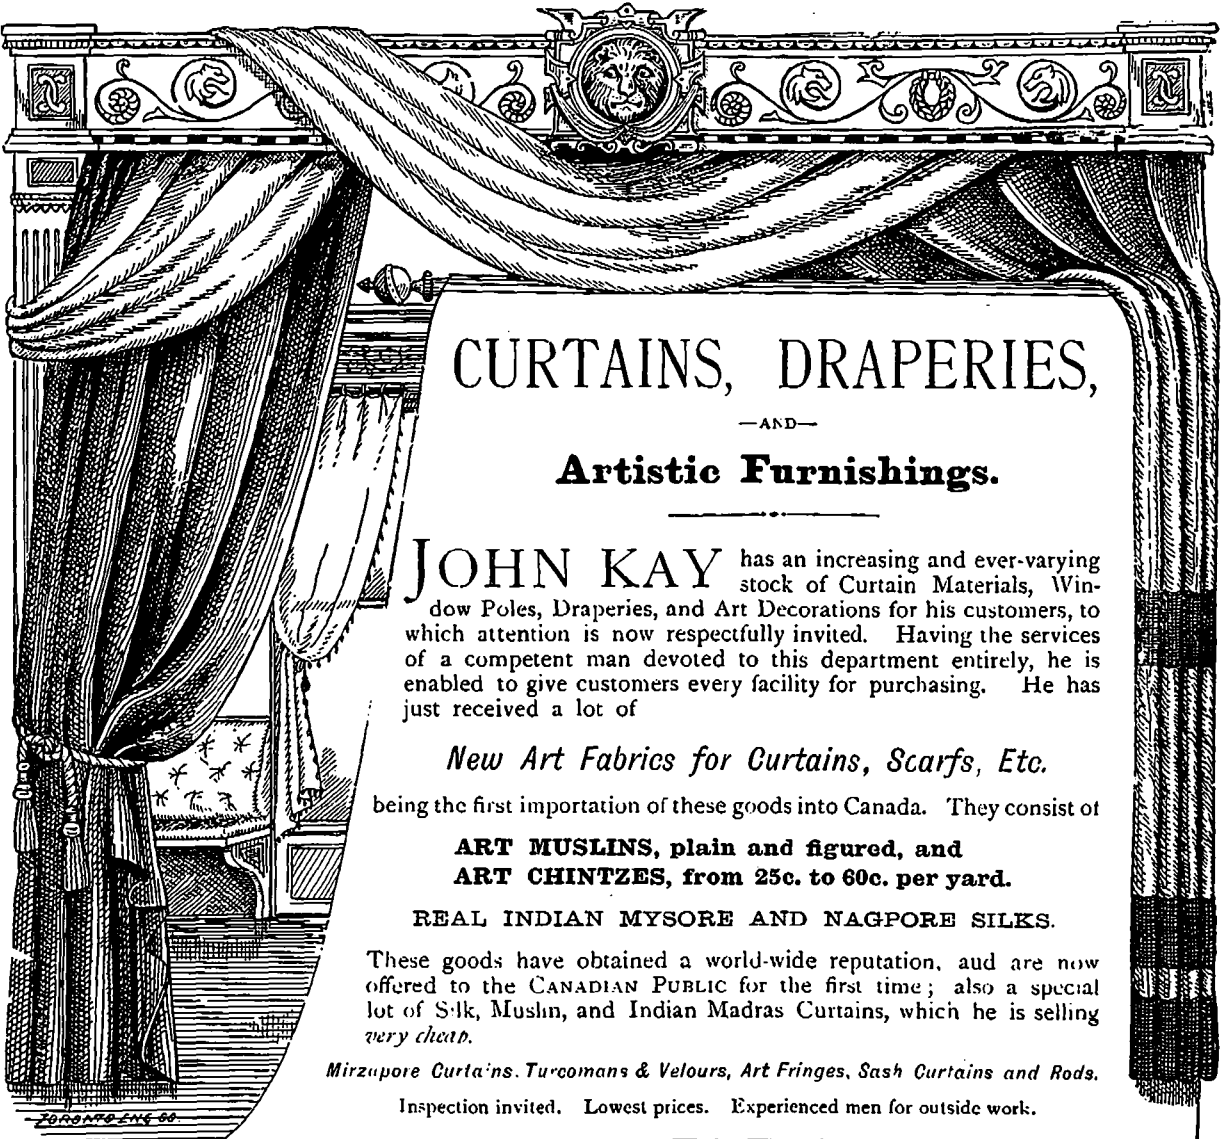 CURTAINS, DRAPERIES,
—AND—
Artistic Furnishings.
JOHN KAY has an increasing and ever-varying
stock of Curtain Materials, Win-
dow Poles, Draperies, and Art Decorations for his customers, to
which attention is now respectfully invited. Having the services
of a competent man devoted to this department entirely, he is
enabled to give customers every facility for purchasing. He has
just received a lot of
New Art Fabrics for Curtains, Scarfs, Etc.
being the first importation of these goods into Canada. They consist of
ART MUSLINS, plain and figured, and
ART CHINTZES, from 25c. to 60c. per yard.
REAL INDIAN MYSORE AND NAGPORE SILKS.
These goods have obtained a world-wide reputation, aud are now
offered to the CANADIAN PUBLIC for the first time; also a special
lot of Silk, Muslin, and Indian Madras Curtains, which he is selling
very cheap.
Mirzapore Curtains. Turcomans & Velours, Art Fringes, Sash Curtains and Rods.
Inspection invited. Lowest prices. Experienced men for outside work.
TORONTO ENG CO.